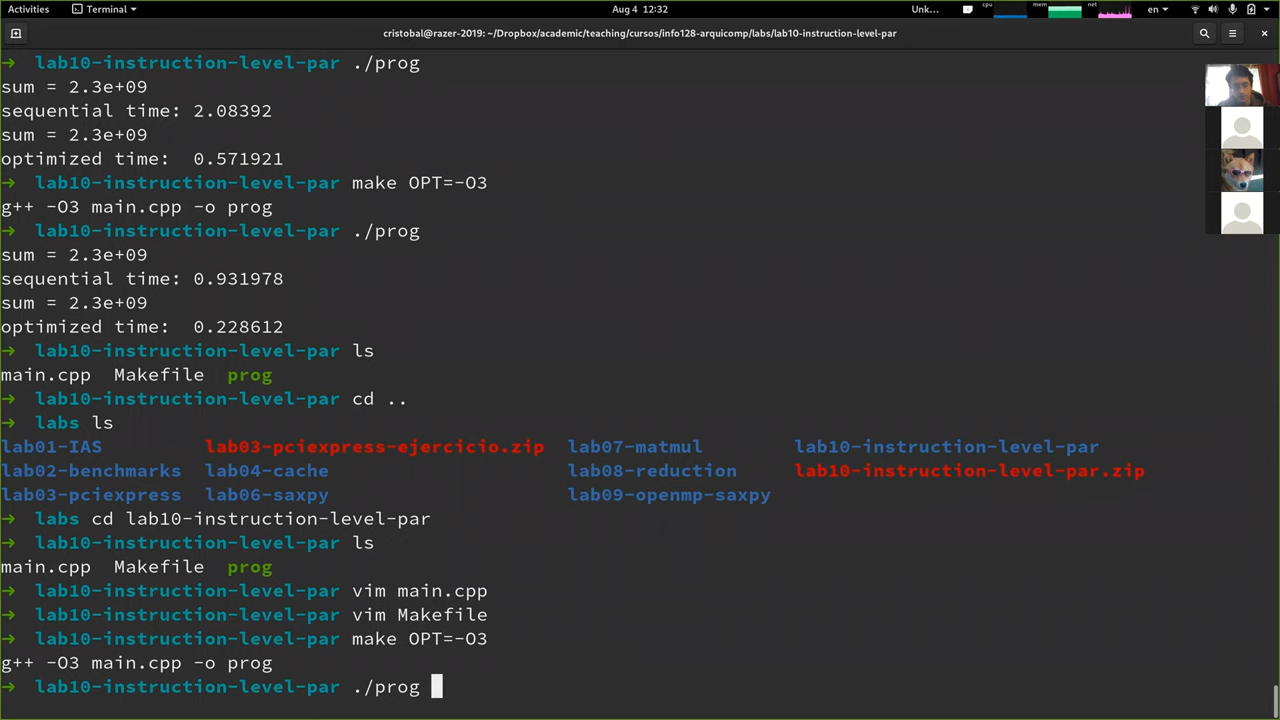 Activities Terminal Aug 4 12:32 Unk... cpu mem net en
cristobal@razer-2019: ~/Dropbox/academic/teaching/cursos/info128-arquicomp/labs/lab10-instruction-level-par
→ lab10-instruction-level-par ./prog
sum = 2.3e+09
sequential time: 2.08392
sum = 2.3e+09
optimized time:  0.571921
→ lab10-instruction-level-par make OPT=-O3
g++ -O3 main.cpp -o prog
→ lab10-instruction-level-par ./prog
sum = 2.3e+09
sequential time: 0.931978
sum = 2.3e+09
optimized time:  0.228612
→ lab10-instruction-level-par ls
main.cpp  Makefile  prog
→ lab10-instruction-level-par cd ..
→ labs ls
lab01-IAS lab03-pciexpress-ejercicio.zip lab07-matmul lab10-instruction-level-par
lab02-benchmarks lab04-cache lab08-reduction lab10-instruction-level-par.zip
lab03-pciexpress lab06-saxpy lab09-openmp-saxpy
→ labs cd lab10-instruction-level-par
→ lab10-instruction-level-par ls
main.cpp  Makefile  prog
→ lab10-instruction-level-par vim main.cpp
→ lab10-instruction-level-par vim Makefile
→ lab10-instruction-level-par make OPT=-O3
g++ -O3 main.cpp -o prog
→ lab10-instruction-level-par ./prog